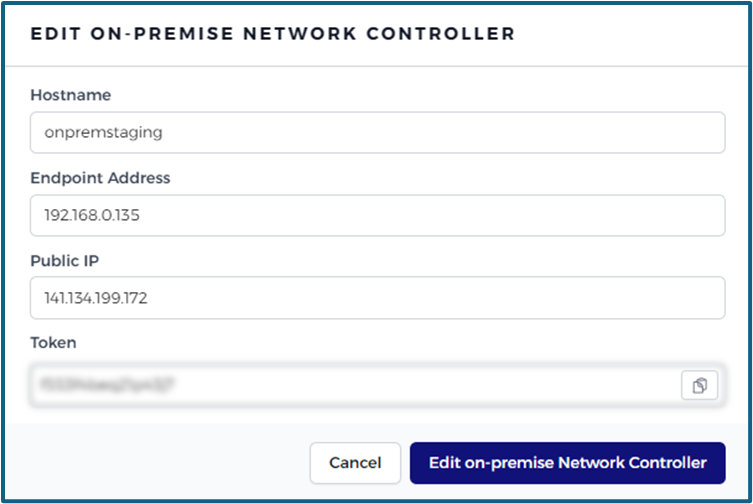 EDIT ON-PREMISE NETWORK CONTROLLER
Hostname
onpremstaging
Endpoint Address
192.168.0.135
Public IP
141.134.199.172
Token
Cancel
Edit on-premise Network Controller